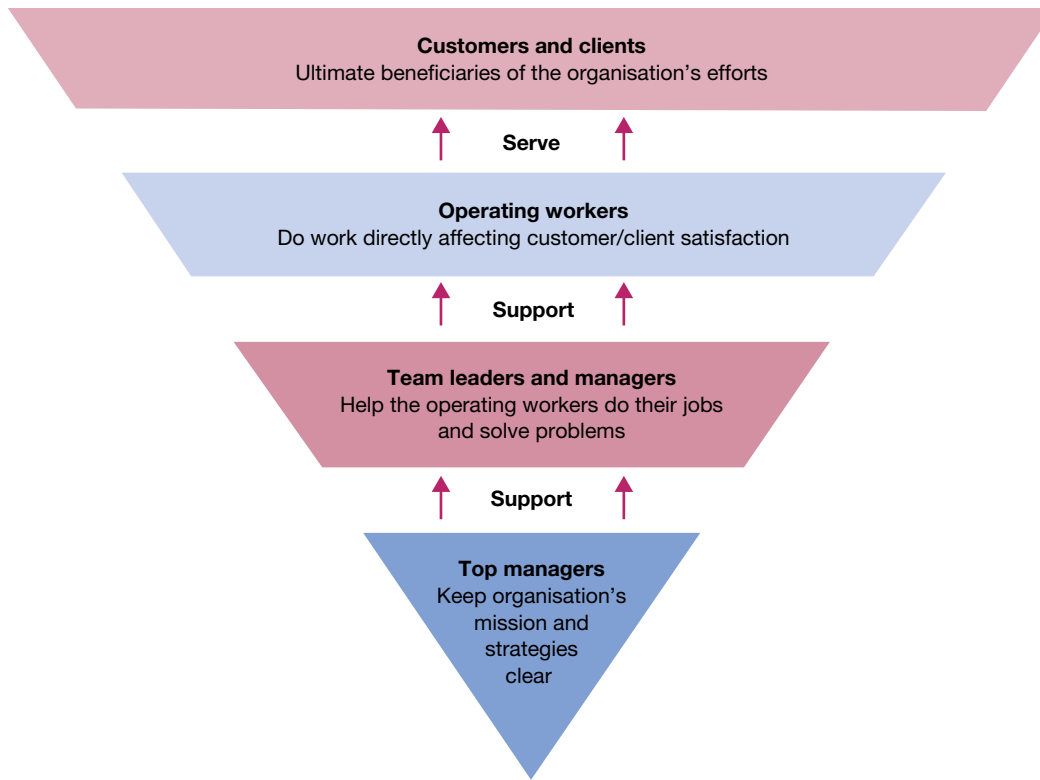 Customers and clients
Ultimate beneficiaries of the organisation’s efforts
Serve
Operating workers
Do work directly affecting customer/client satisfaction
Support
Team leaders and managers
Help the operating workers do their jobs
and solve problems
Support
Top managers
Keep organisation’s
mission and
strategies
clear